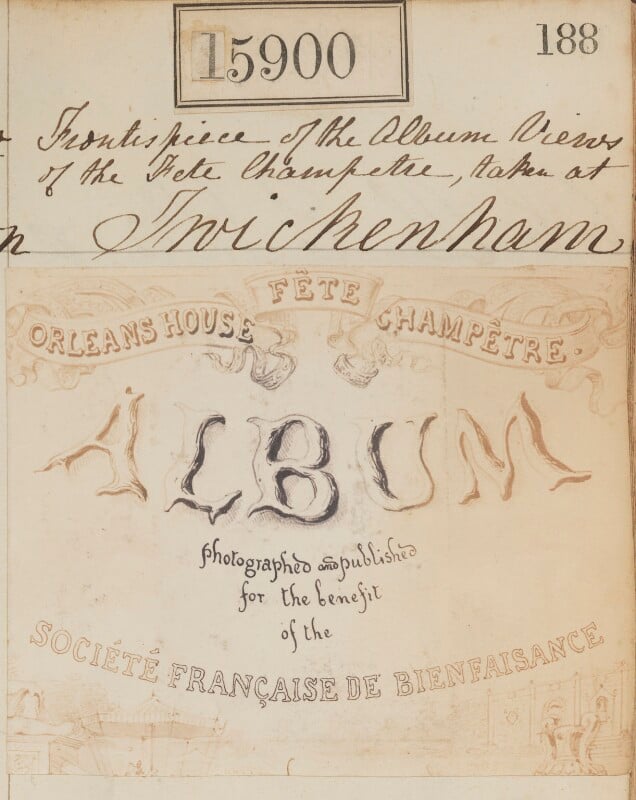 15900
188
Frontispiece of the Album Views
of the Fete Champetre, taken at
n Twickenham
ORLEANS HOUSE FÊTE CHAMPÊTRE.
ALBUM
photographed and published
for the benefit
of the
SOCIÉTÉ FRANÇAISE DE BIENFAISANCE